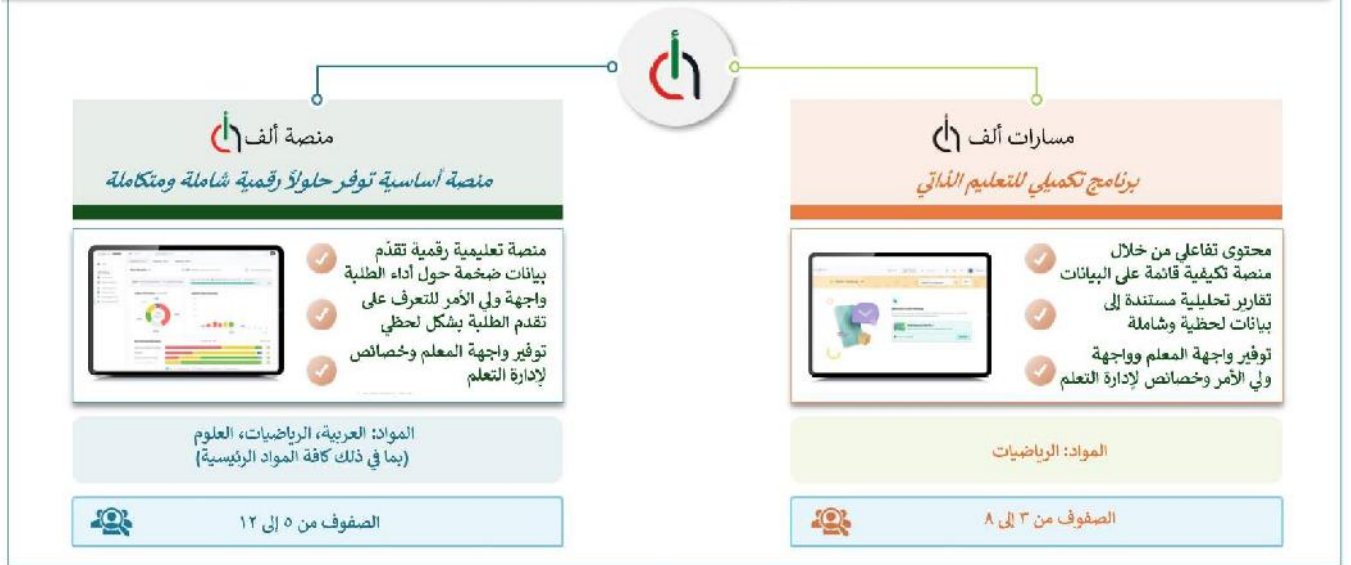 مسارات ألف
برنامج تكميلي للتعليم الذاتي
محتوى تفاعلي من خلال
منصة تكيفية قائمة على البيانات
تقارير تحليلية مستندة إلى
بيانات لحظية وشاملة
توفير واجهة المعلم وواجهة
ولي الأمر وخصائص لإدارة التعلم
المواد: الرياضيات
الصفوف من ٣ إلى ٨
منصة ألف
منصة أساسية توفر حلولاً رقمية شاملة ومتكاملة
منصة تعليمية رقمية تقدّم
بيانات ضخمة حول أداء الطلبة
واجهة ولي الأمر للتعرف على
تقدم الطلبة بشكل لحظي
توفير واجهة المعلم وخصائص
لإدارة التعلم
المواد: العربية، الرياضيات، العلوم
(بما في ذلك كافة المواد الرئيسية)
الصفوف من ٥ إلى ١٢